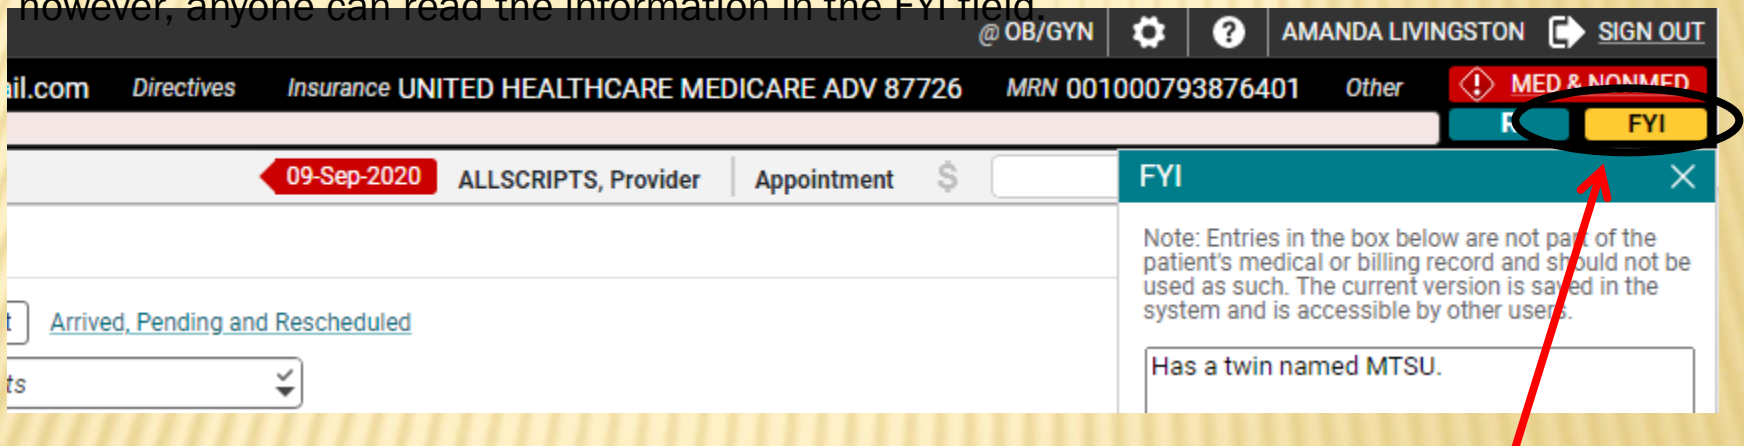 however, anyone can read the information in the FYI field.
@ OB/GYN AMANDA LIVINGSTON SIGN OUT
ail.com Directives Insurance UNITED HEALTHCARE MEDICARE ADV 87726 MRN 001000793876401 Other MED & NONMED
FYI
09-Sep-2020 ALLSCRIPTS, Provider Appointment $
FYI
Note: Entries in the box below are not part of the
patient's medical or billing record and should not be
used as such. The current version is saved in the
system and is accessible by other users.
t Arrived, Pending and Rescheduled
Has a twin named MTSU.
ts